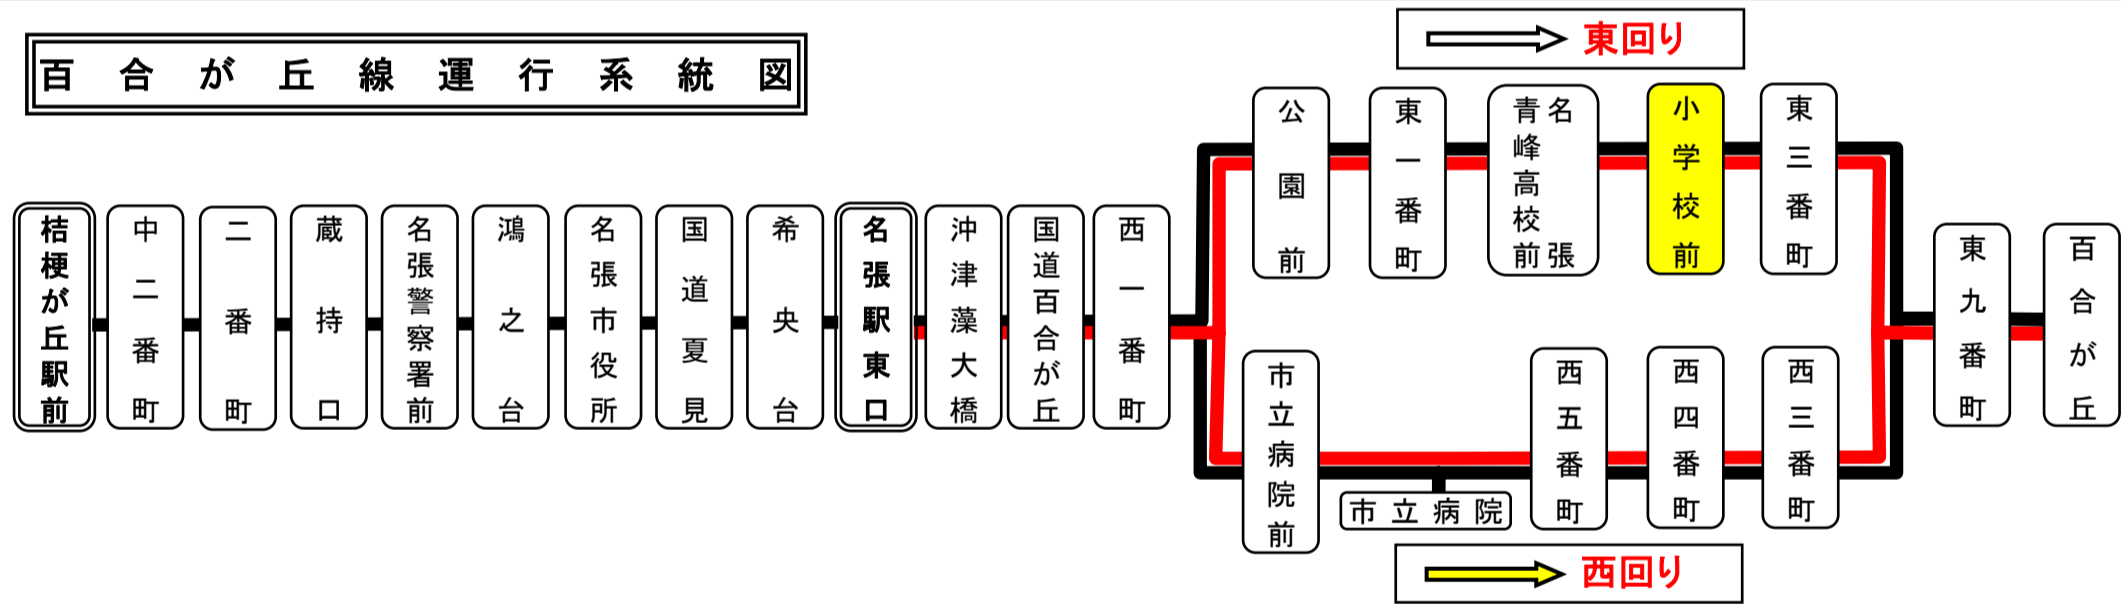 百合が丘線運行系統図
東回り
公園前
東一番町
名張青峰高校前
小学校前
東三番町
桔梗が丘駅前
中二番町
二番町
蔵持口
名張警察署前
鴻之台
名張市役所
国道夏見
希央台
名張駅東口
沖津藻大橋
国道百合が丘
西一番町
東九番町
百合が丘
市立病院前
市立病院
西五番町
西四番町
西三番町
西回り